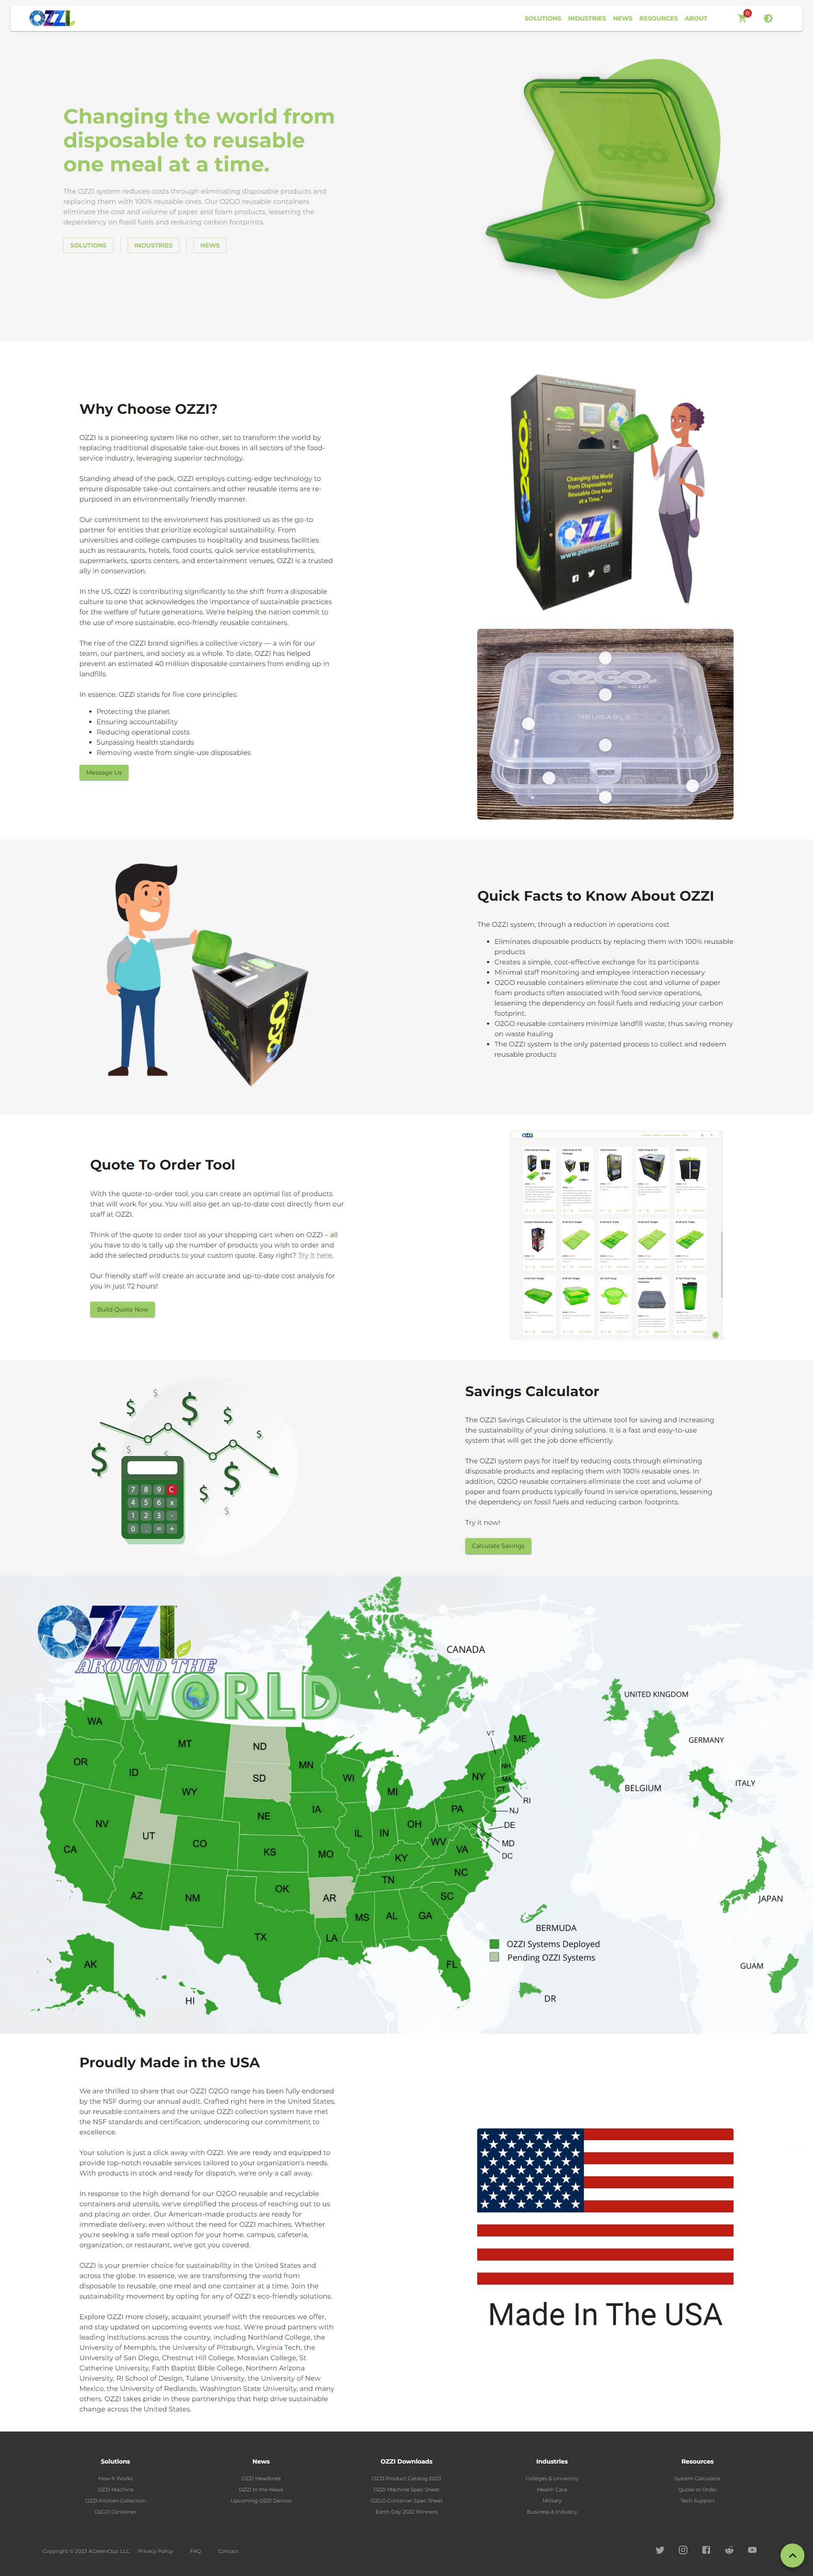 OZZI
SOLUTIONS INDUSTRIES NEWS RESOURCES ABOUT
0
Changing the world from
disposable to reusable
one meal at a time.
The OZZI system reduces costs through eliminating disposable products and
replacing them with 100% reusable ones. Our O2GO reusable containers
eliminate the cost and volume of paper and foam products, lessening the
dependency on fossil fuels and reducing carbon footprints.
SOLUTIONS INDUSTRIES NEWS
Why Choose OZZI?
OZZI is a pioneering system like no other, set to transform the world by
replacing traditional disposable take-out boxes in all sectors of the food-
service industry, leveraging superior technology.
Standing ahead of the pack, OZZI employs cutting-edge technology to
ensure disposable take-out containers and other reusable items are re-
purposed in an environmentally friendly manner.
Our commitment to the environment has positioned us as the go-to
partner for entities that prioritize ecological sustainability. From
universities and college campuses to hospitality and business facilities
such as restaurants, hotels, food courts, quick service establishments,
supermarkets, sports centers, and entertainment venues, OZZI is a trusted
ally in conservation.
In the US, OZZI is contributing significantly to the shift from a disposable
culture to one that acknowledges the importance of sustainable practices
for the welfare of future generations. We're helping the nation commit to
the use of more sustainable, eco-friendly reusable containers.
The rise of the OZZI brand signifies a collective victory — a win for our
team, our partners, and society as a whole. To date, OZZI has helped
prevent an estimated 40 million disposable containers from ending up in
landfills.
In essence, OZZI stands for five core principles:
Protecting the planet
Ensuring accountability
Reducing operational costs
Surpassing health standards
Removing waste from single-use disposables
Message Us
O2GO
Changing the World
from Disposable to
Reusable One Meal
at a Time.
OZZI
www.planetozzi.com
O2GO
by OZZI
REUSABLE
O2GO
O2GO
Quick Facts to Know About OZZI
The OZZI system, through a reduction in operations cost
Eliminates disposable products by replacing them with 100% reusable
products
Creates a simple, cost-effective exchange for its participants
Minimal staff monitoring and employee interaction necessary
O2GO reusable containers eliminate the cost and volume of paper
foam products often associated with food service operations,
lessening the dependency on fossil fuels and reducing your carbon
footprint.
O2GO reusable containers minimize landfill waste, thus saving money
on waste hauling
The OZZI system is the only patented process to collect and redeem
reusable products
Quote To Order Tool
With the quote-to-order tool, you can create an optimal list of products
that will work for you. You will also get an up-to-date cost directly from our
staff at OZZI.
Think of the quote to order tool as your shopping cart when on OZZI – all
you have to do is tally up the number of products you wish to order and
add the selected products to your custom quote. Easy right? Try it here.
Our friendly staff will create an accurate and up-to-date cost analysis for
you in just 72 hours!
Build Quote Now
OZZI
$ $ $ $ $ $ $ $ $ $ $
7 8 9 C
4 5 6 x
1 2 3 -
0 . = +
Savings Calculator
The OZZI Savings Calculator is the ultimate tool for saving and increasing
the sustainability of your dining solutions. It is a fast and easy-to-use
system that will get the job done efficiently.
The OZZI system pays for itself by reducing costs through eliminating
disposable products and replacing them with 100% reusable ones. In
addition, O2GO reusable containers eliminate the cost and volume of
paper and foam products typically found in service operations, lessening
the dependency on fossil fuels and reducing carbon footprints.
Try it now!
Calculate Savings
OZZI
AROUND THE
WORLD
CANADA
UNITED KINGDOM
GERMANY
BELGIUM
ITALY
JAPAN
GUAM
BERMUDA
DR
WA
OR
ID
MT
ND
SD
MN
WI
MI
WY
NE
IA
NV
UT
CO
KS
MO
IL
IN
OH
PA
NY
VT
ME
NH
MA
CT
RI
NJ
DE
MD
DC
WV
VA
KY
CA
AZ
NM
OK
AR
TN
NC
SC
TX
LA
MS
AL
GA
FL
AK
HI
OZZI Systems Deployed
Pending OZZI Systems
Proudly Made in the USA
We are thrilled to share that our OZZI O2GO range has been fully endorsed
by the NSF during our annual audit. Crafted right here in the United States,
our reusable containers and the unique OZZI collection system have met
the NSF standards and certification, underscoring our commitment to
excellence.
Your solution is just a click away with OZZI. We are ready and equipped to
provide top-notch reusable services tailored to your organization's needs.
With products in stock and ready for dispatch, we're only a call away.
In response to the high demand for our O2GO reusable and recyclable
containers and utensils, we've simplified the process of reaching out to us
and placing an order. Our American-made products are ready for
immediate delivery, even without the need for OZZI machines. Whether
you're seeking a safe meal option for your home, campus, cafeteria,
organization, or restaurant, we've got you covered.
OZZI is your premier choice for sustainability in the United States and
across the globe. In essence, we are transforming the world from
disposable to reusable, one meal and one container at a time. Join the
sustainability movement by opting for any of OZZI's eco-friendly solutions.
Explore OZZI more closely, acquaint yourself with the resources we offer,
and stay updated on upcoming events we host. We're proud partners with
leading institutions across the country, including Northland College, the
University of Memphis, the University of Pittsburgh, Virginia Tech, the
University of San Diego, Chestnut Hill College, Moravian College, St
Catherine University, Faith Baptist Bible College, Northern Arizona
University, RI School of Design, Tulane University, the University of New
Mexico, the University of Redlands, Washington State University, and many
others. OZZI takes pride in these partnerships that help drive sustainable
change across the United States.
Made In The USA
Solutions News OZZI Downloads Industries Resources
How It Works OZZI Headlines OZZI Product Catalog 2023 Colleges & University System Calculator
OZZI Machine OZZI In the News OZZI Machine Spec Sheet Health Care Quote to Order
OZZI Kitchen Collection Upcoming OZZI Demos O2GO Container Spec Sheet Military Tech Support
O2GO Container Earth Day 2022 Winners Business & Industry
Copyright © 2023 AGreenOzzi LLC Privacy Policy FAQ Contact